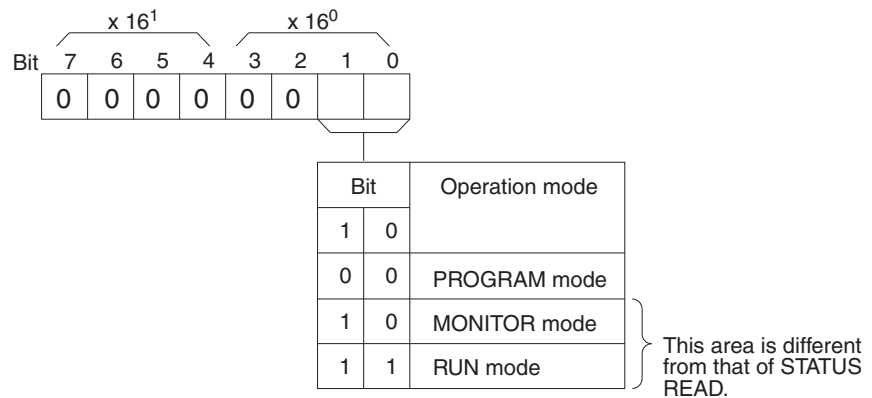 x 16¹ x 16⁰
Bit 7 6 5 4 3 2 1 0
0 0 0 0 0 0
Bit Operation mode
1 0
0 0 PROGRAM mode
1 0 MONITOR mode
1 1 RUN mode
This area is different
from that of STATUS
READ.